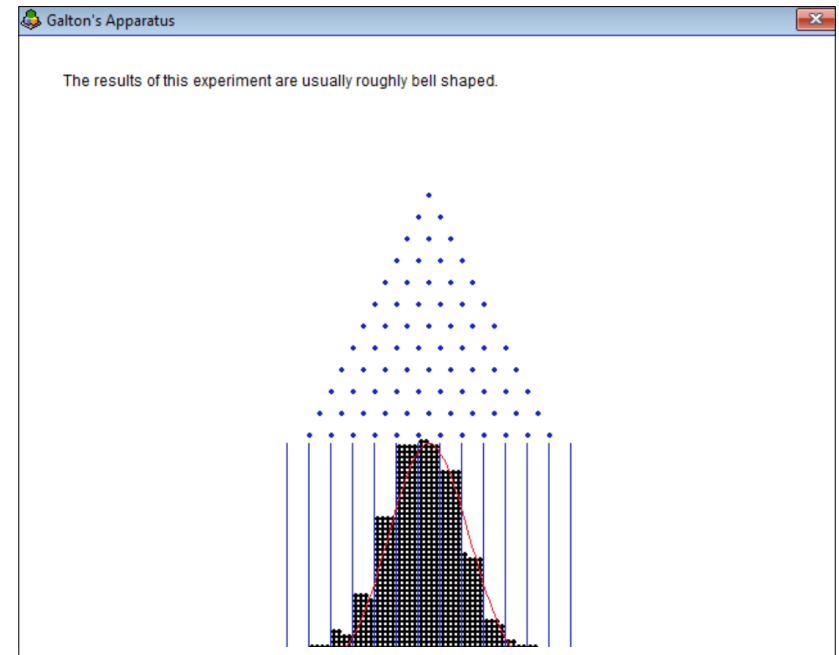 Galton's Apparatus
The results of this experiment are usually roughly bell shaped.